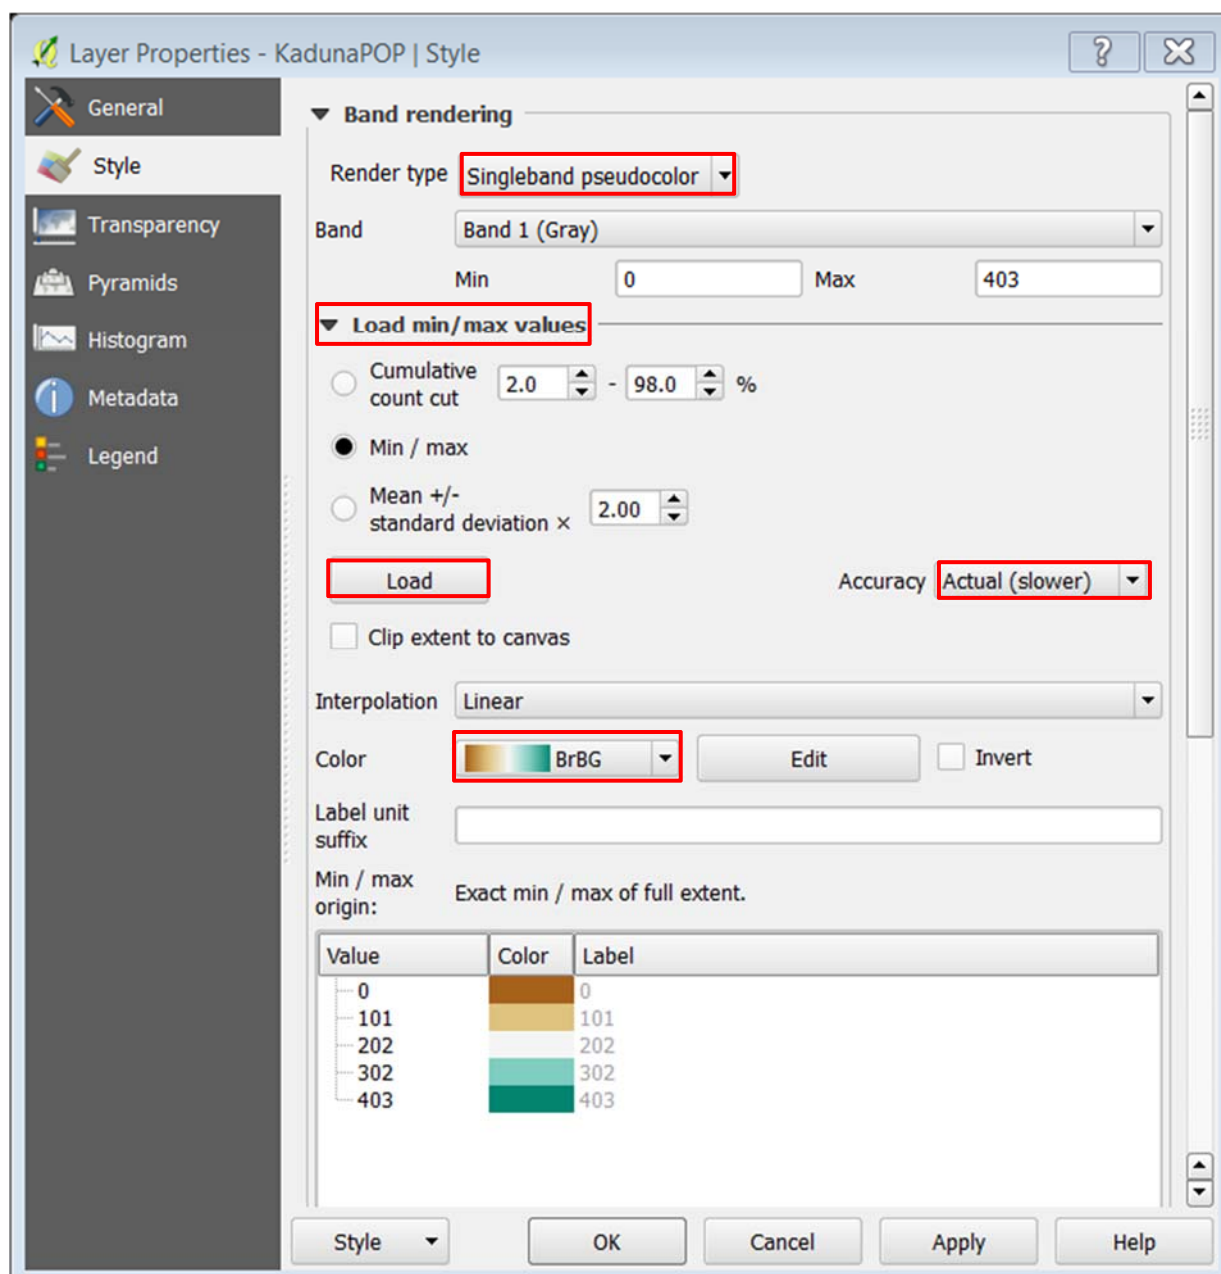 Layer Properties - KadunaPOP | Style
General
Style
Transparency
Pyramids
Histogram
Metadata
Legend
Band rendering
Render type Singleband pseudocolor
Band Band 1 (Gray)
Min 0 Max 403
Load min/max values
Cumulative
count cut 2.0 - 98.0 %
Min / max
Mean +/-
standard deviation × 2.00
Load Accuracy Actual (slower)
Clip extent to canvas
Interpolation Linear
Color BrBG Edit Invert
Label unit
suffix
Min / max
origin: Exact min / max of full extent.
Value Color Label
0 0
101 101
202 202
302 302
403 403
Style OK Cancel Apply Help